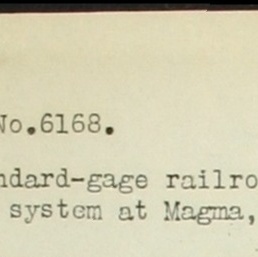 No.6168.
ndard-gage railro
system at Magma,